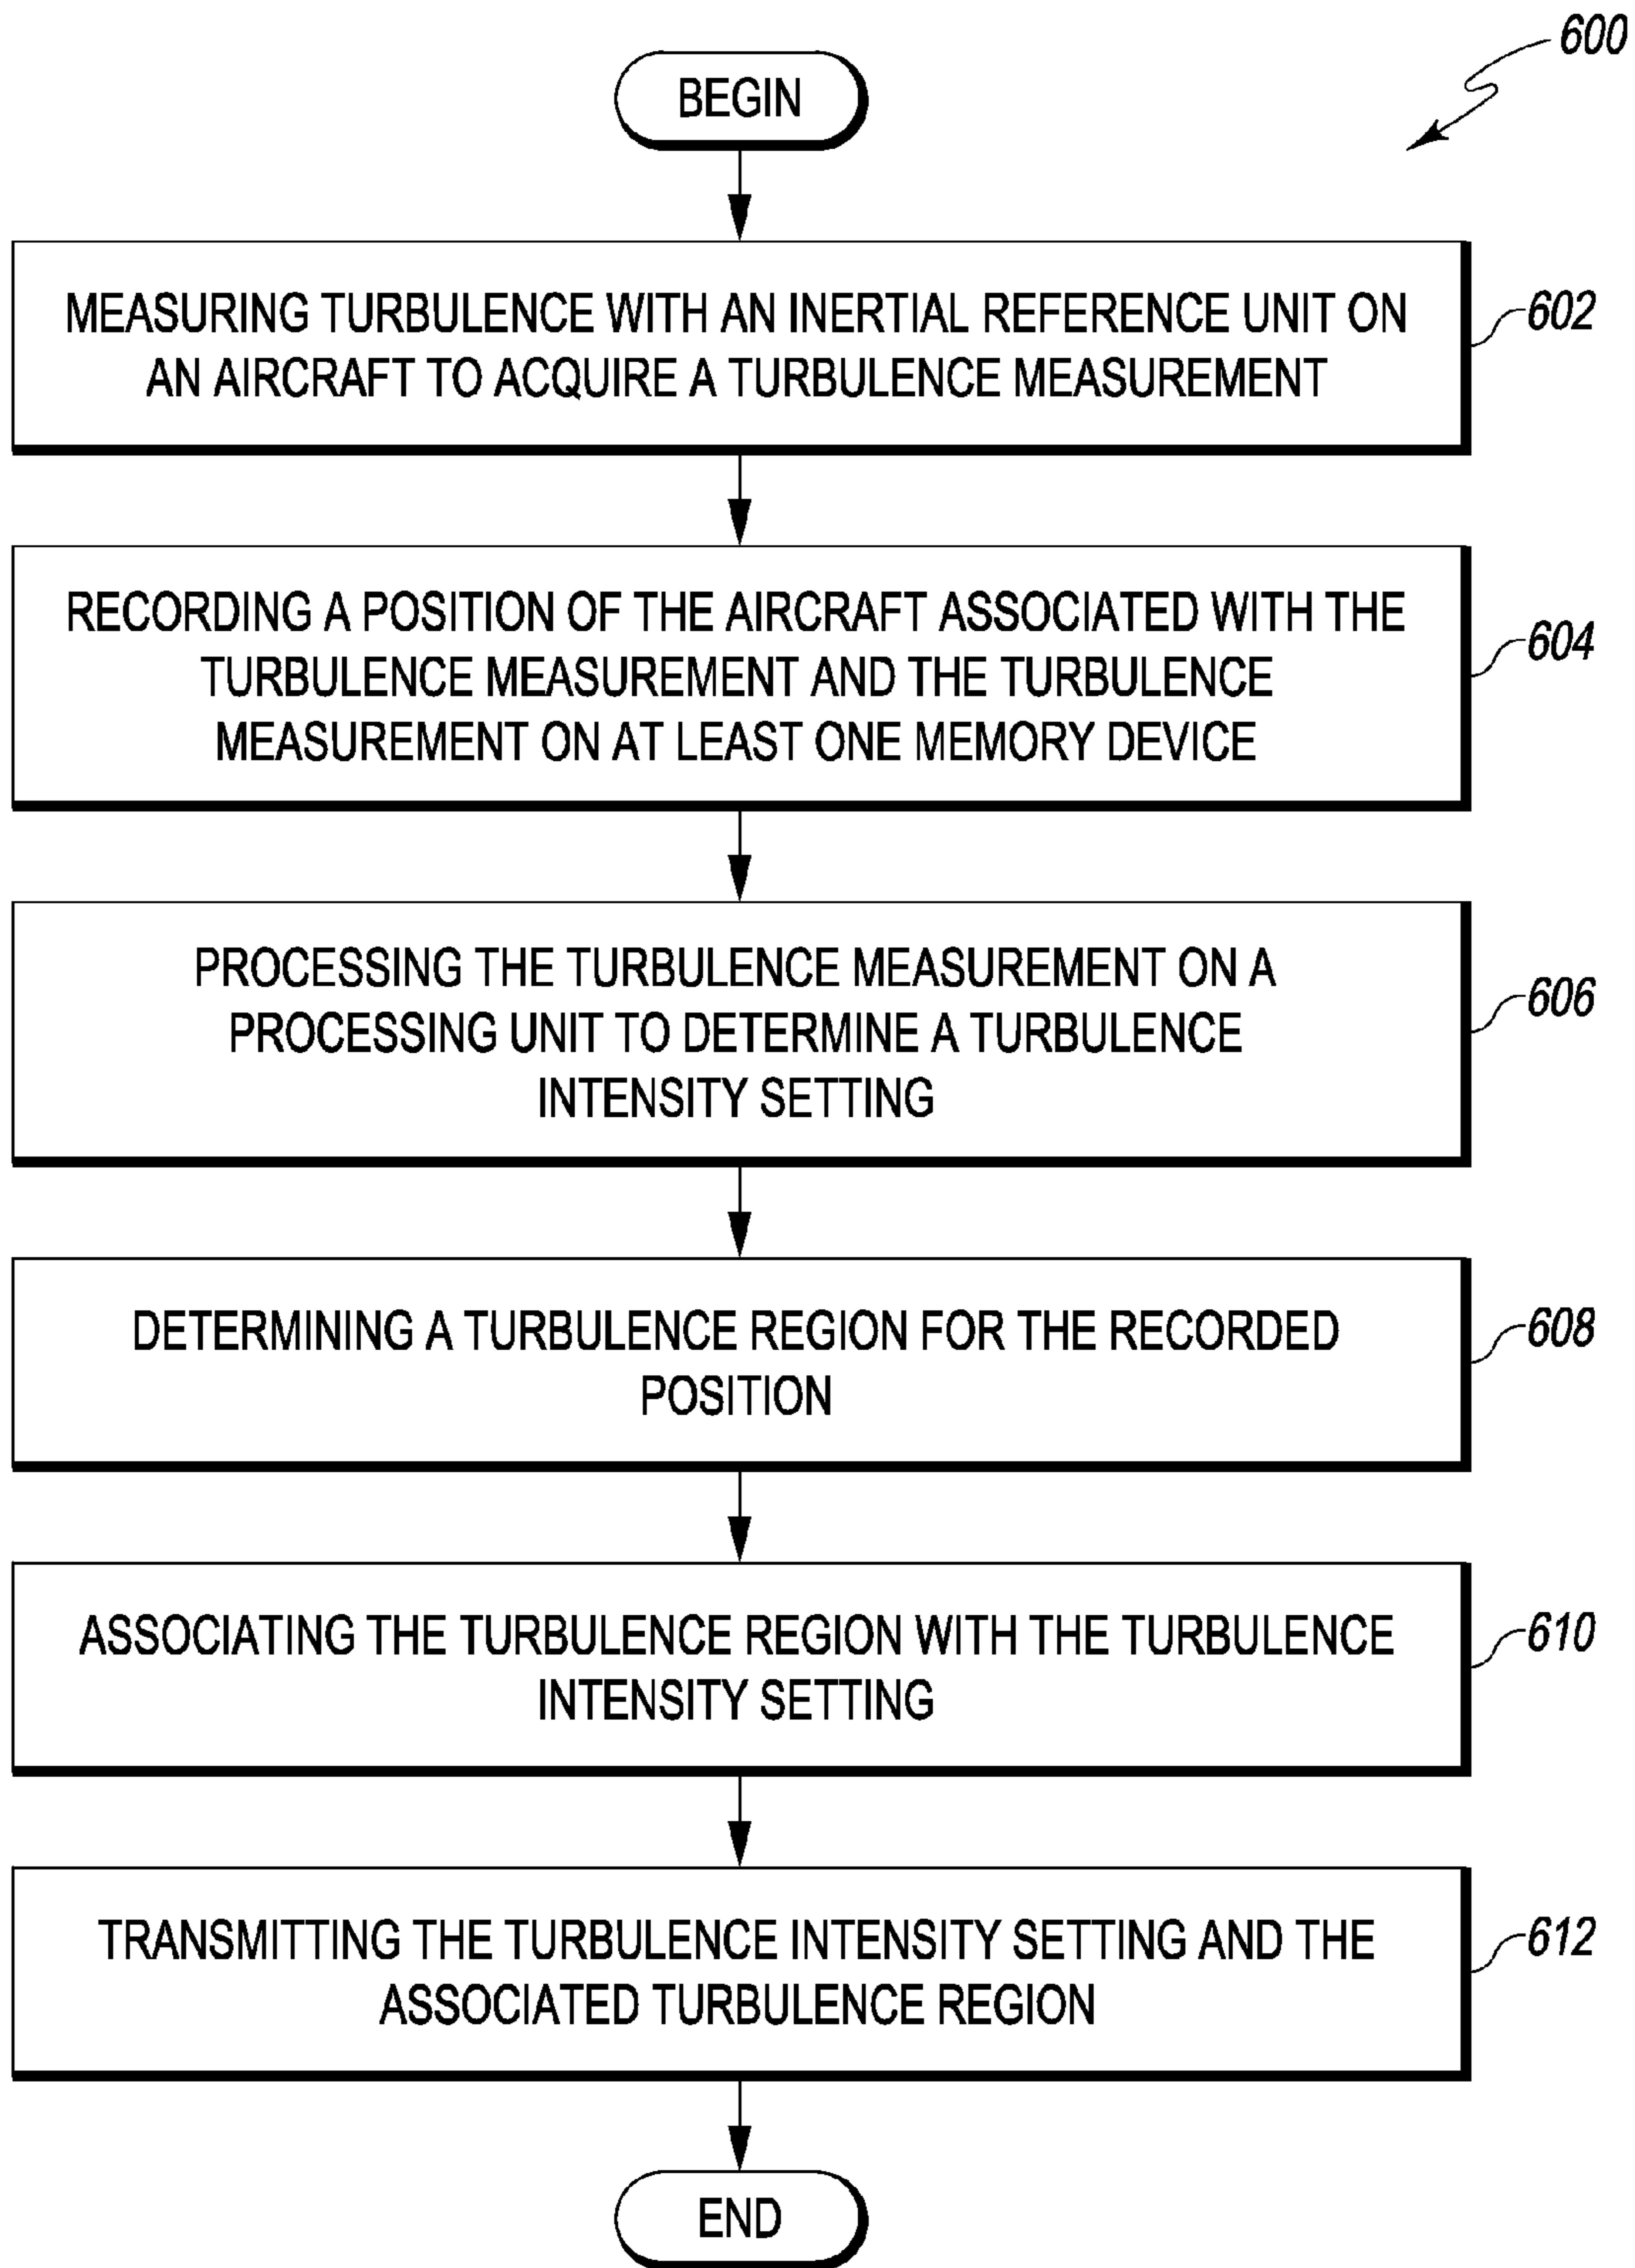 600
BEGIN
MEASURING TURBULENCE WITH AN INERTIAL REFERENCE UNIT ON
AN AIRCRAFT TO ACQUIRE A TURBULENCE MEASUREMENT
602
RECORDING A POSITION OF THE AIRCRAFT ASSOCIATED WITH THE
TURBULENCE MEASUREMENT AND THE TURBULENCE
MEASUREMENT ON AT LEAST ONE MEMORY DEVICE
604
PROCESSING THE TURBULENCE MEASUREMENT ON A
PROCESSING UNIT TO DETERMINE A TURBULENCE
INTENSITY SETTING
606
DETERMINING A TURBULENCE REGION FOR THE RECORDED
POSITION
608
ASSOCIATING THE TURBULENCE REGION WITH THE TURBULENCE
INTENSITY SETTING
610
TRANSMITTING THE TURBULENCE INTENSITY SETTING AND THE
ASSOCIATED TURBULENCE REGION
612
END